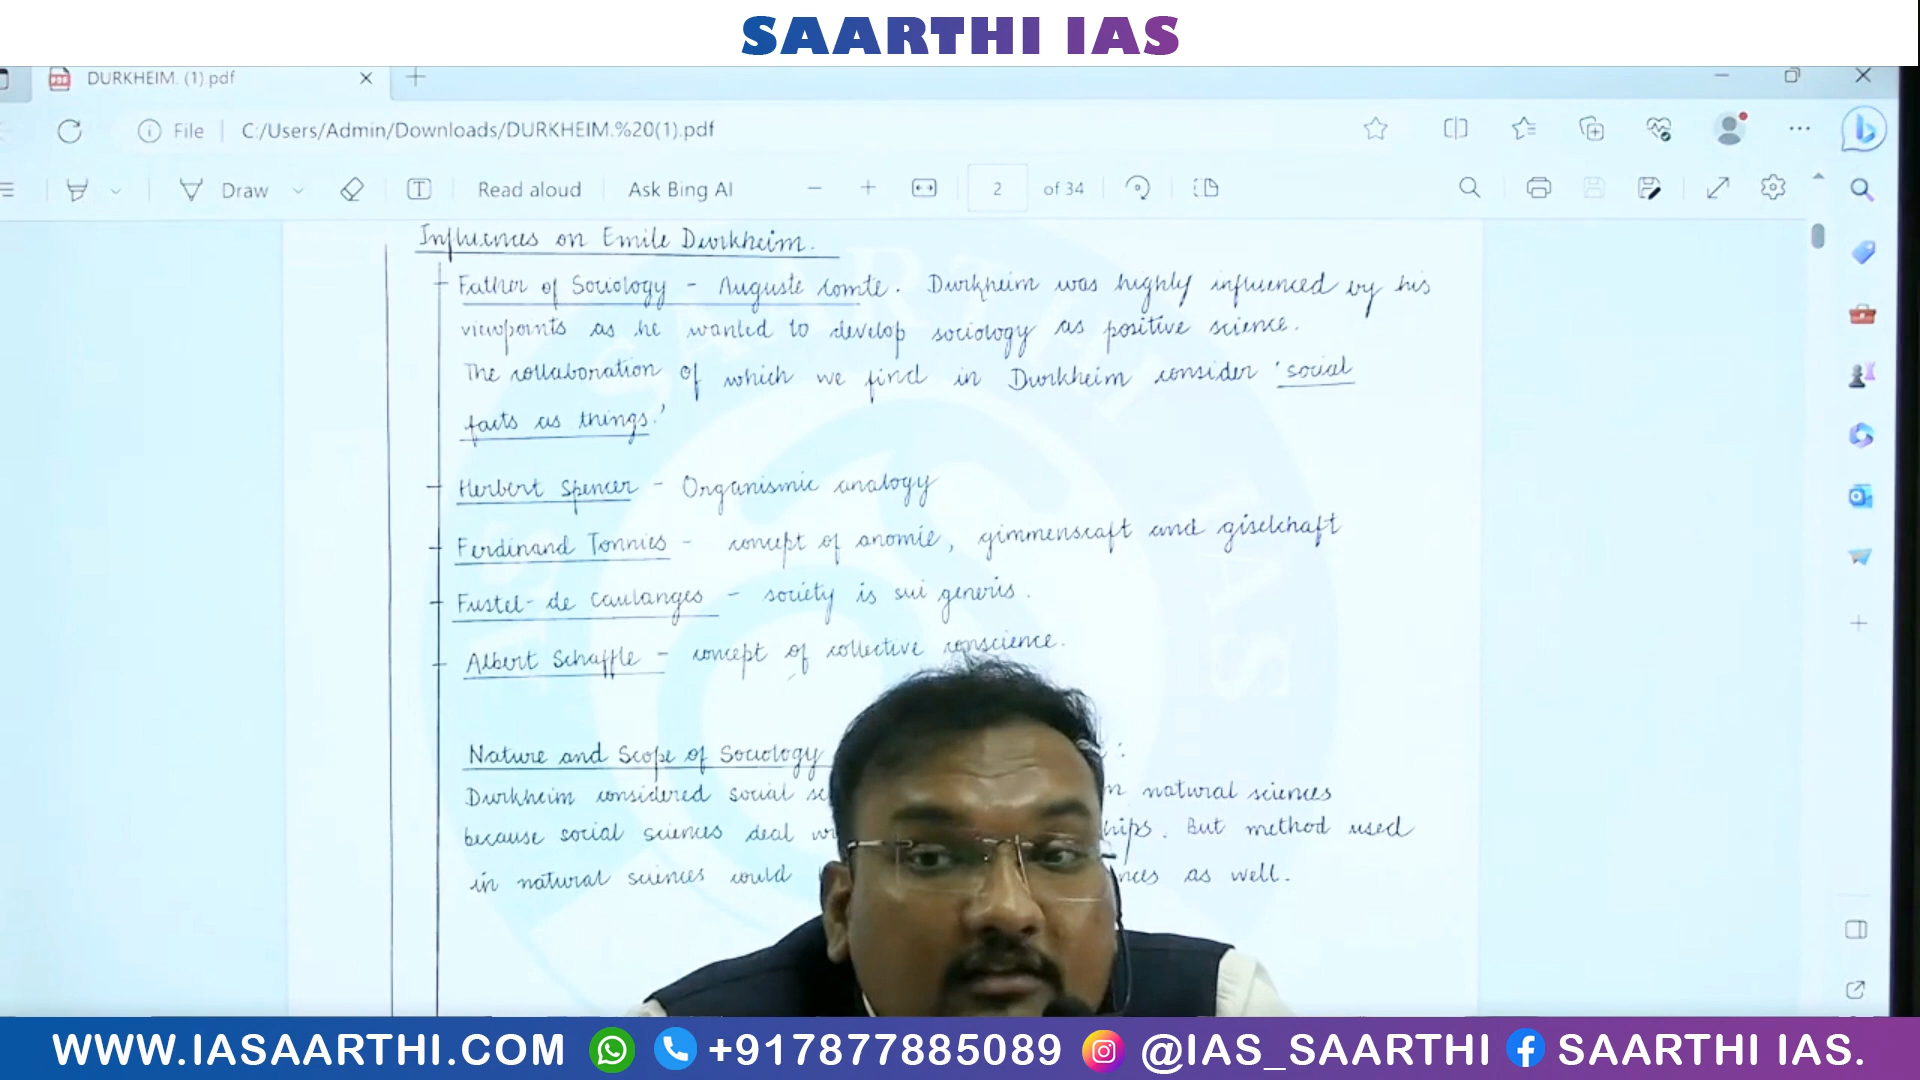 SAARTHI IAS
DURKHEIM. (1).pdf
File C:/Users/Admin/Downloads/DURKHEIM.%20(1).pdf
Draw Read aloud Ask Bing AI 2 of 34
Influences on Emile Durkheim.
Father of Sociology - Auguste Comte. Durkheim was highly influenced by his
viewpoints as he wanted to develop sociology as positive science.
The collaboration of which we find in Durkheim consider 'social
facts as things.'
Herbert Spencer - Organismic analogy
Ferdinand Tonnies - concept of anomie, gimmenscaft and giselchaft
Fustel-de Caulanges - society is sui generis.
Albert Schaffle - concept of collective conscience.
Nature and Scope of Sociology :
Durkheim considered social natural sciences
because social sciences deal But method used
in natural sciences could as well.
WWW.IASAARTHI.COM +917877885089 @IAS_SAARTHI SAARTHI IAS.